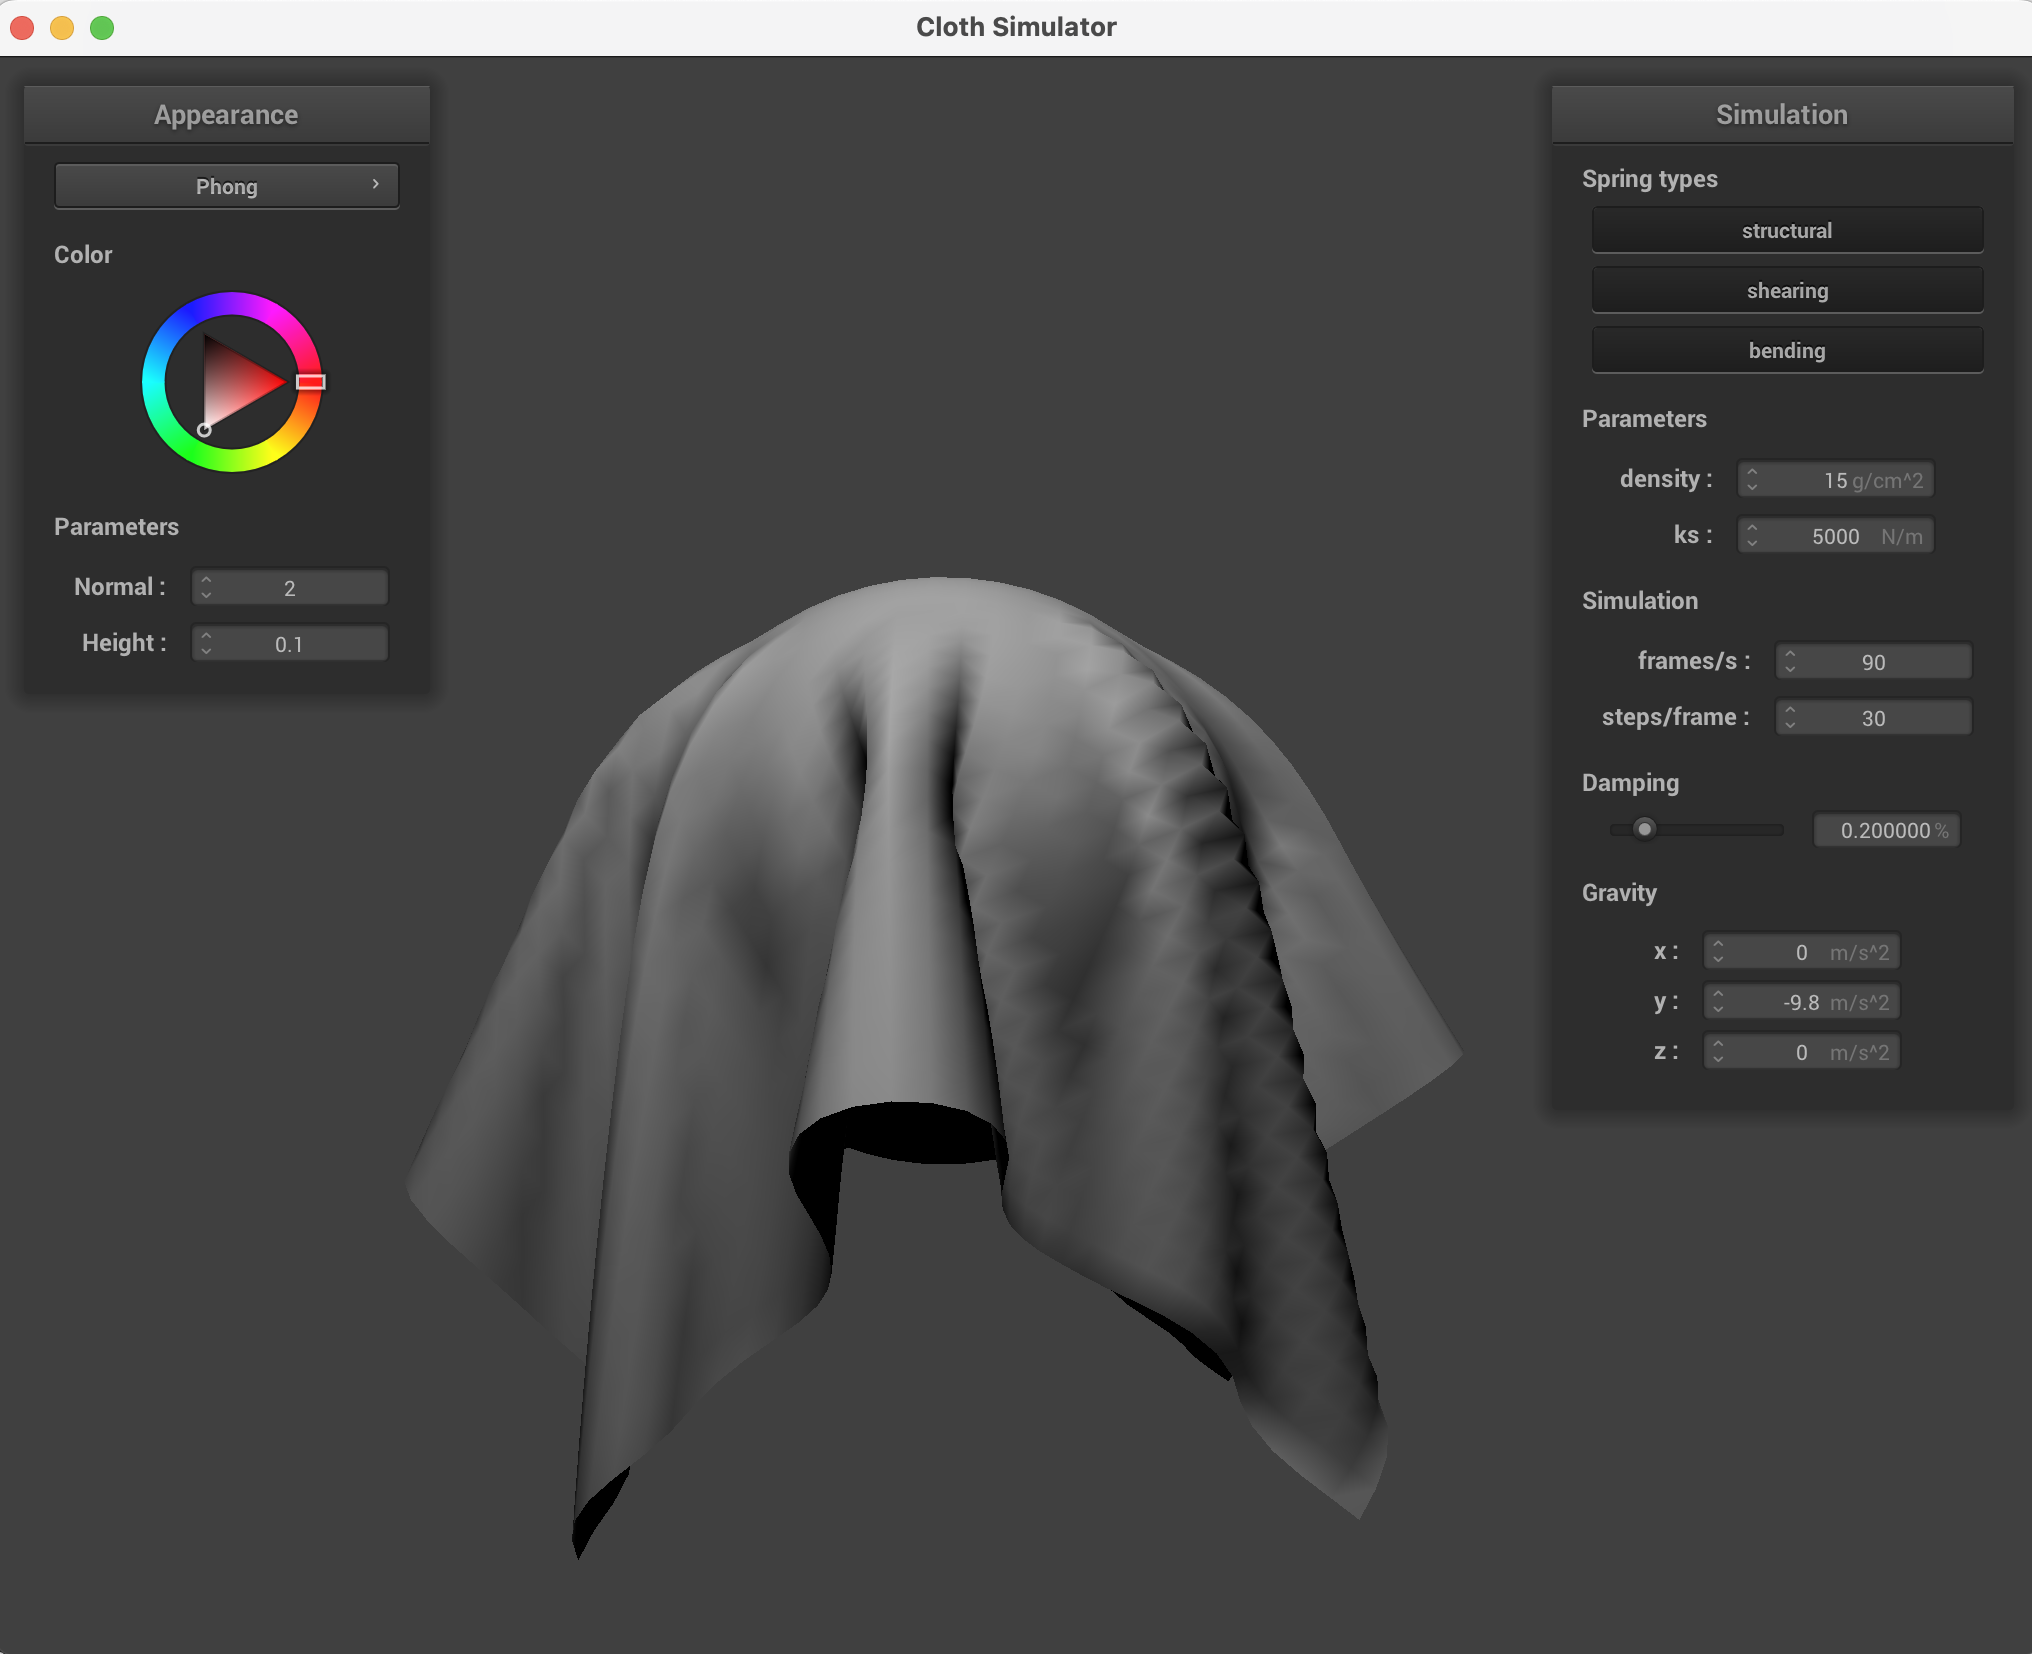 Cloth Simulator
Appearance
Phong
Color
Parameters
Normal : 2
Height : 0.1
Simulation
Spring types
structural
shearing
bending
Parameters
density : 15 g/cm^2
ks : 5000 N/m
Simulation
frames/s : 90
steps/frame : 30
Damping
0.200000 %
Gravity
x : 0 m/s^2
y : -9.8 m/s^2
z : 0 m/s^2